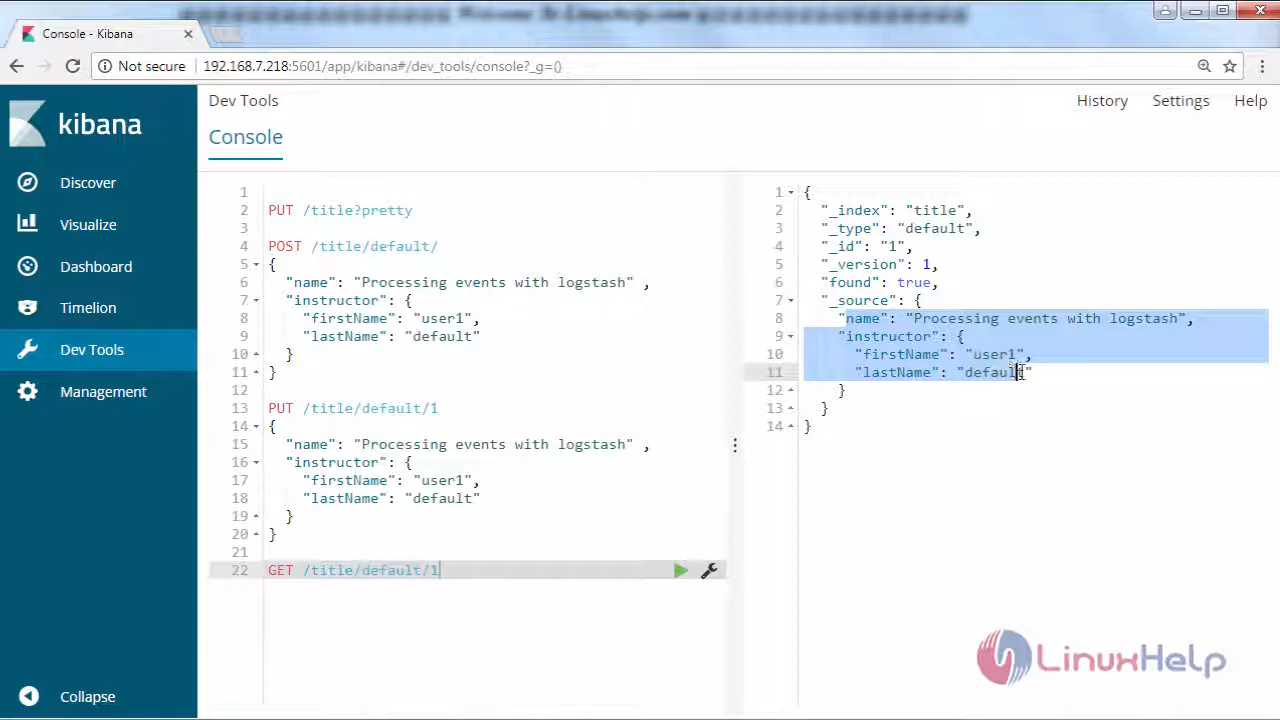 Welcome To Linuxhelp.com
Console - Kibana
Not secure 192.168.7.218:5601/app/kibana#/dev_tools/console?_g=()
kibana
Discover
Visualize
Dashboard
Timelion
Dev Tools
Management
Collapse
Dev Tools
History Settings Help
Console
1
2 PUT /title?pretty
3
4 POST /title/default/
5 {
6 "name": "Processing events with logstash" ,
7 "instructor": {
8 "firstName": "user1",
9 "lastName": "default"
10 }
11 }
12
13 PUT /title/default/1
14 {
15 "name": "Processing events with logstash" ,
16 "instructor": {
17 "firstName": "user1",
18 "lastName": "default"
19 }
20 }
21
22 GET /title/default/1
1 {
2 "_index": "title",
3 "_type": "default",
4 "_id": "1",
5 "_version": 1,
6 "found": true,
7 "_source": {
8 "name": "Processing events with logstash",
9 "instructor": {
10 "firstName": "user1",
11 "lastName": "default"
12 }
13 }
14 }
LinuxHelp